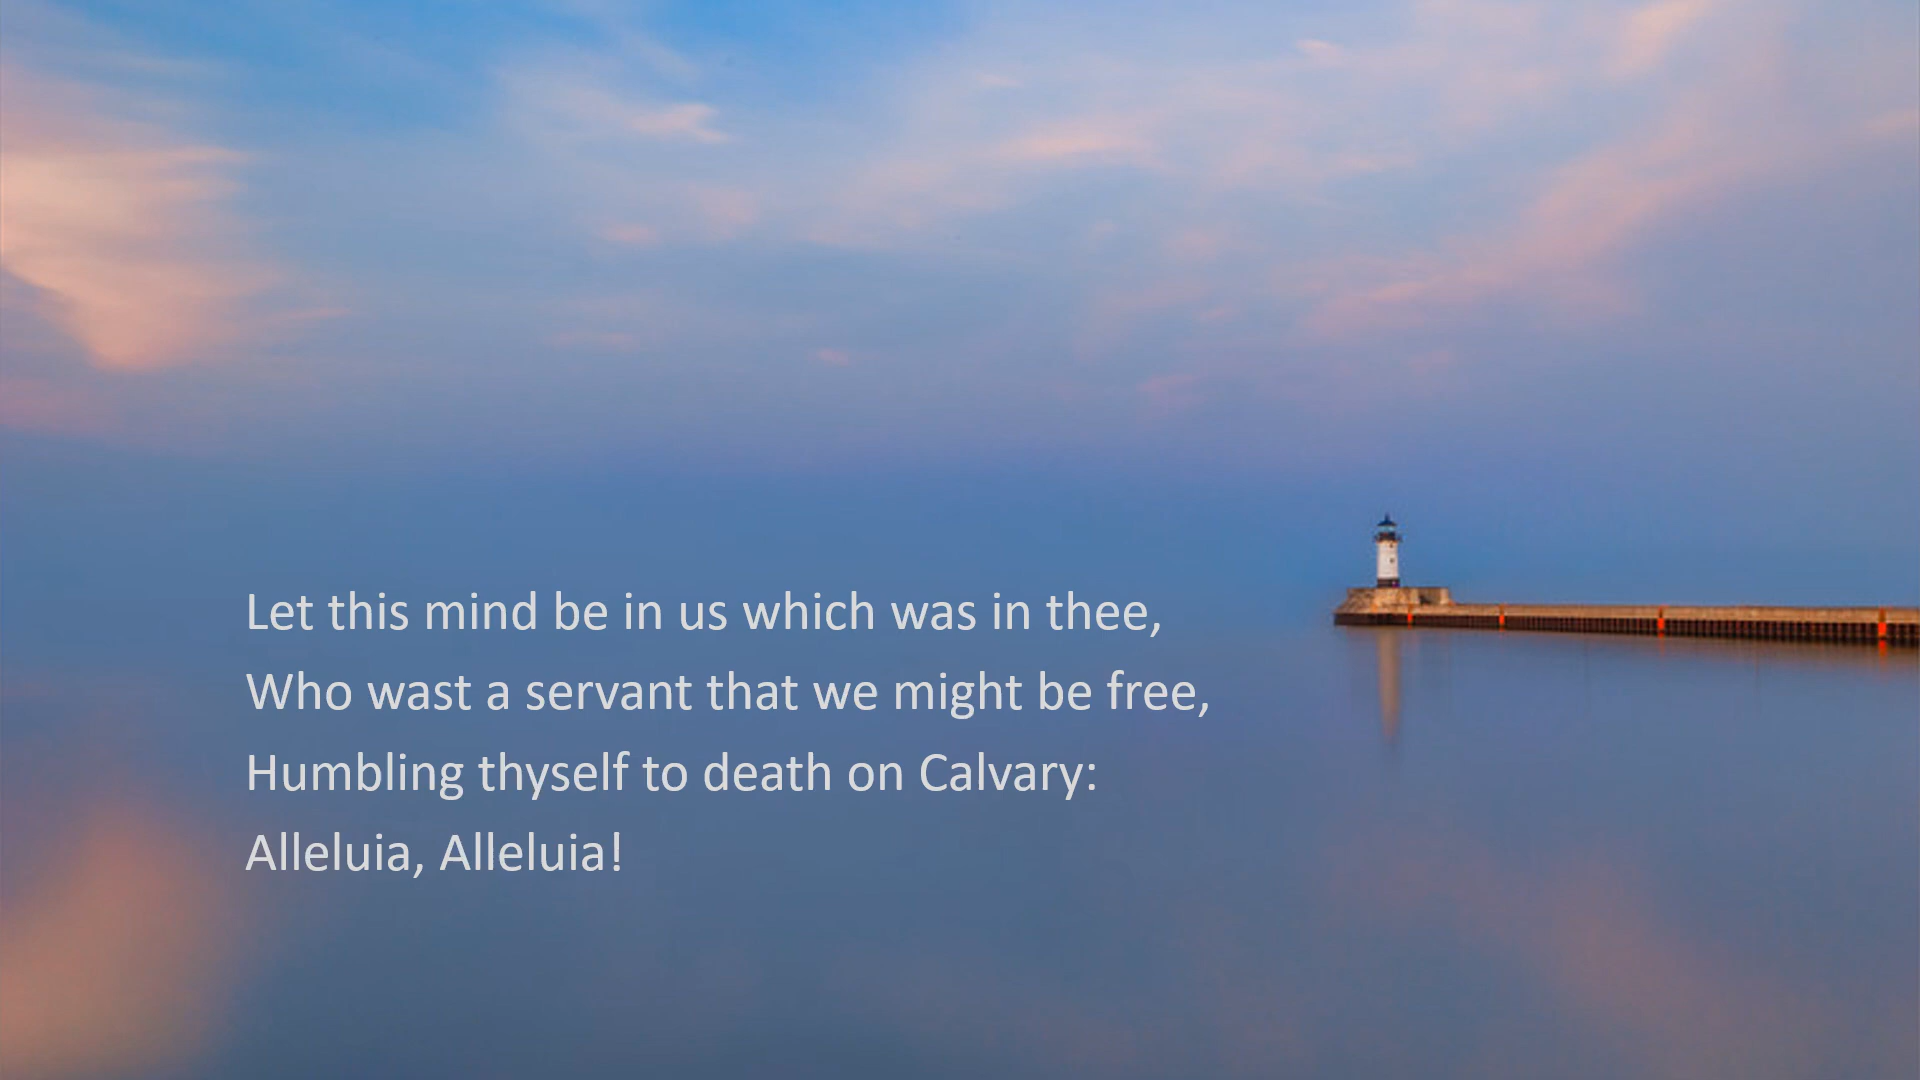 Let this mind be in us which was in thee,
Who wast a servant that we might be free,
Humbling thyself to death on Calvary:
Alleluia, Alleluia!